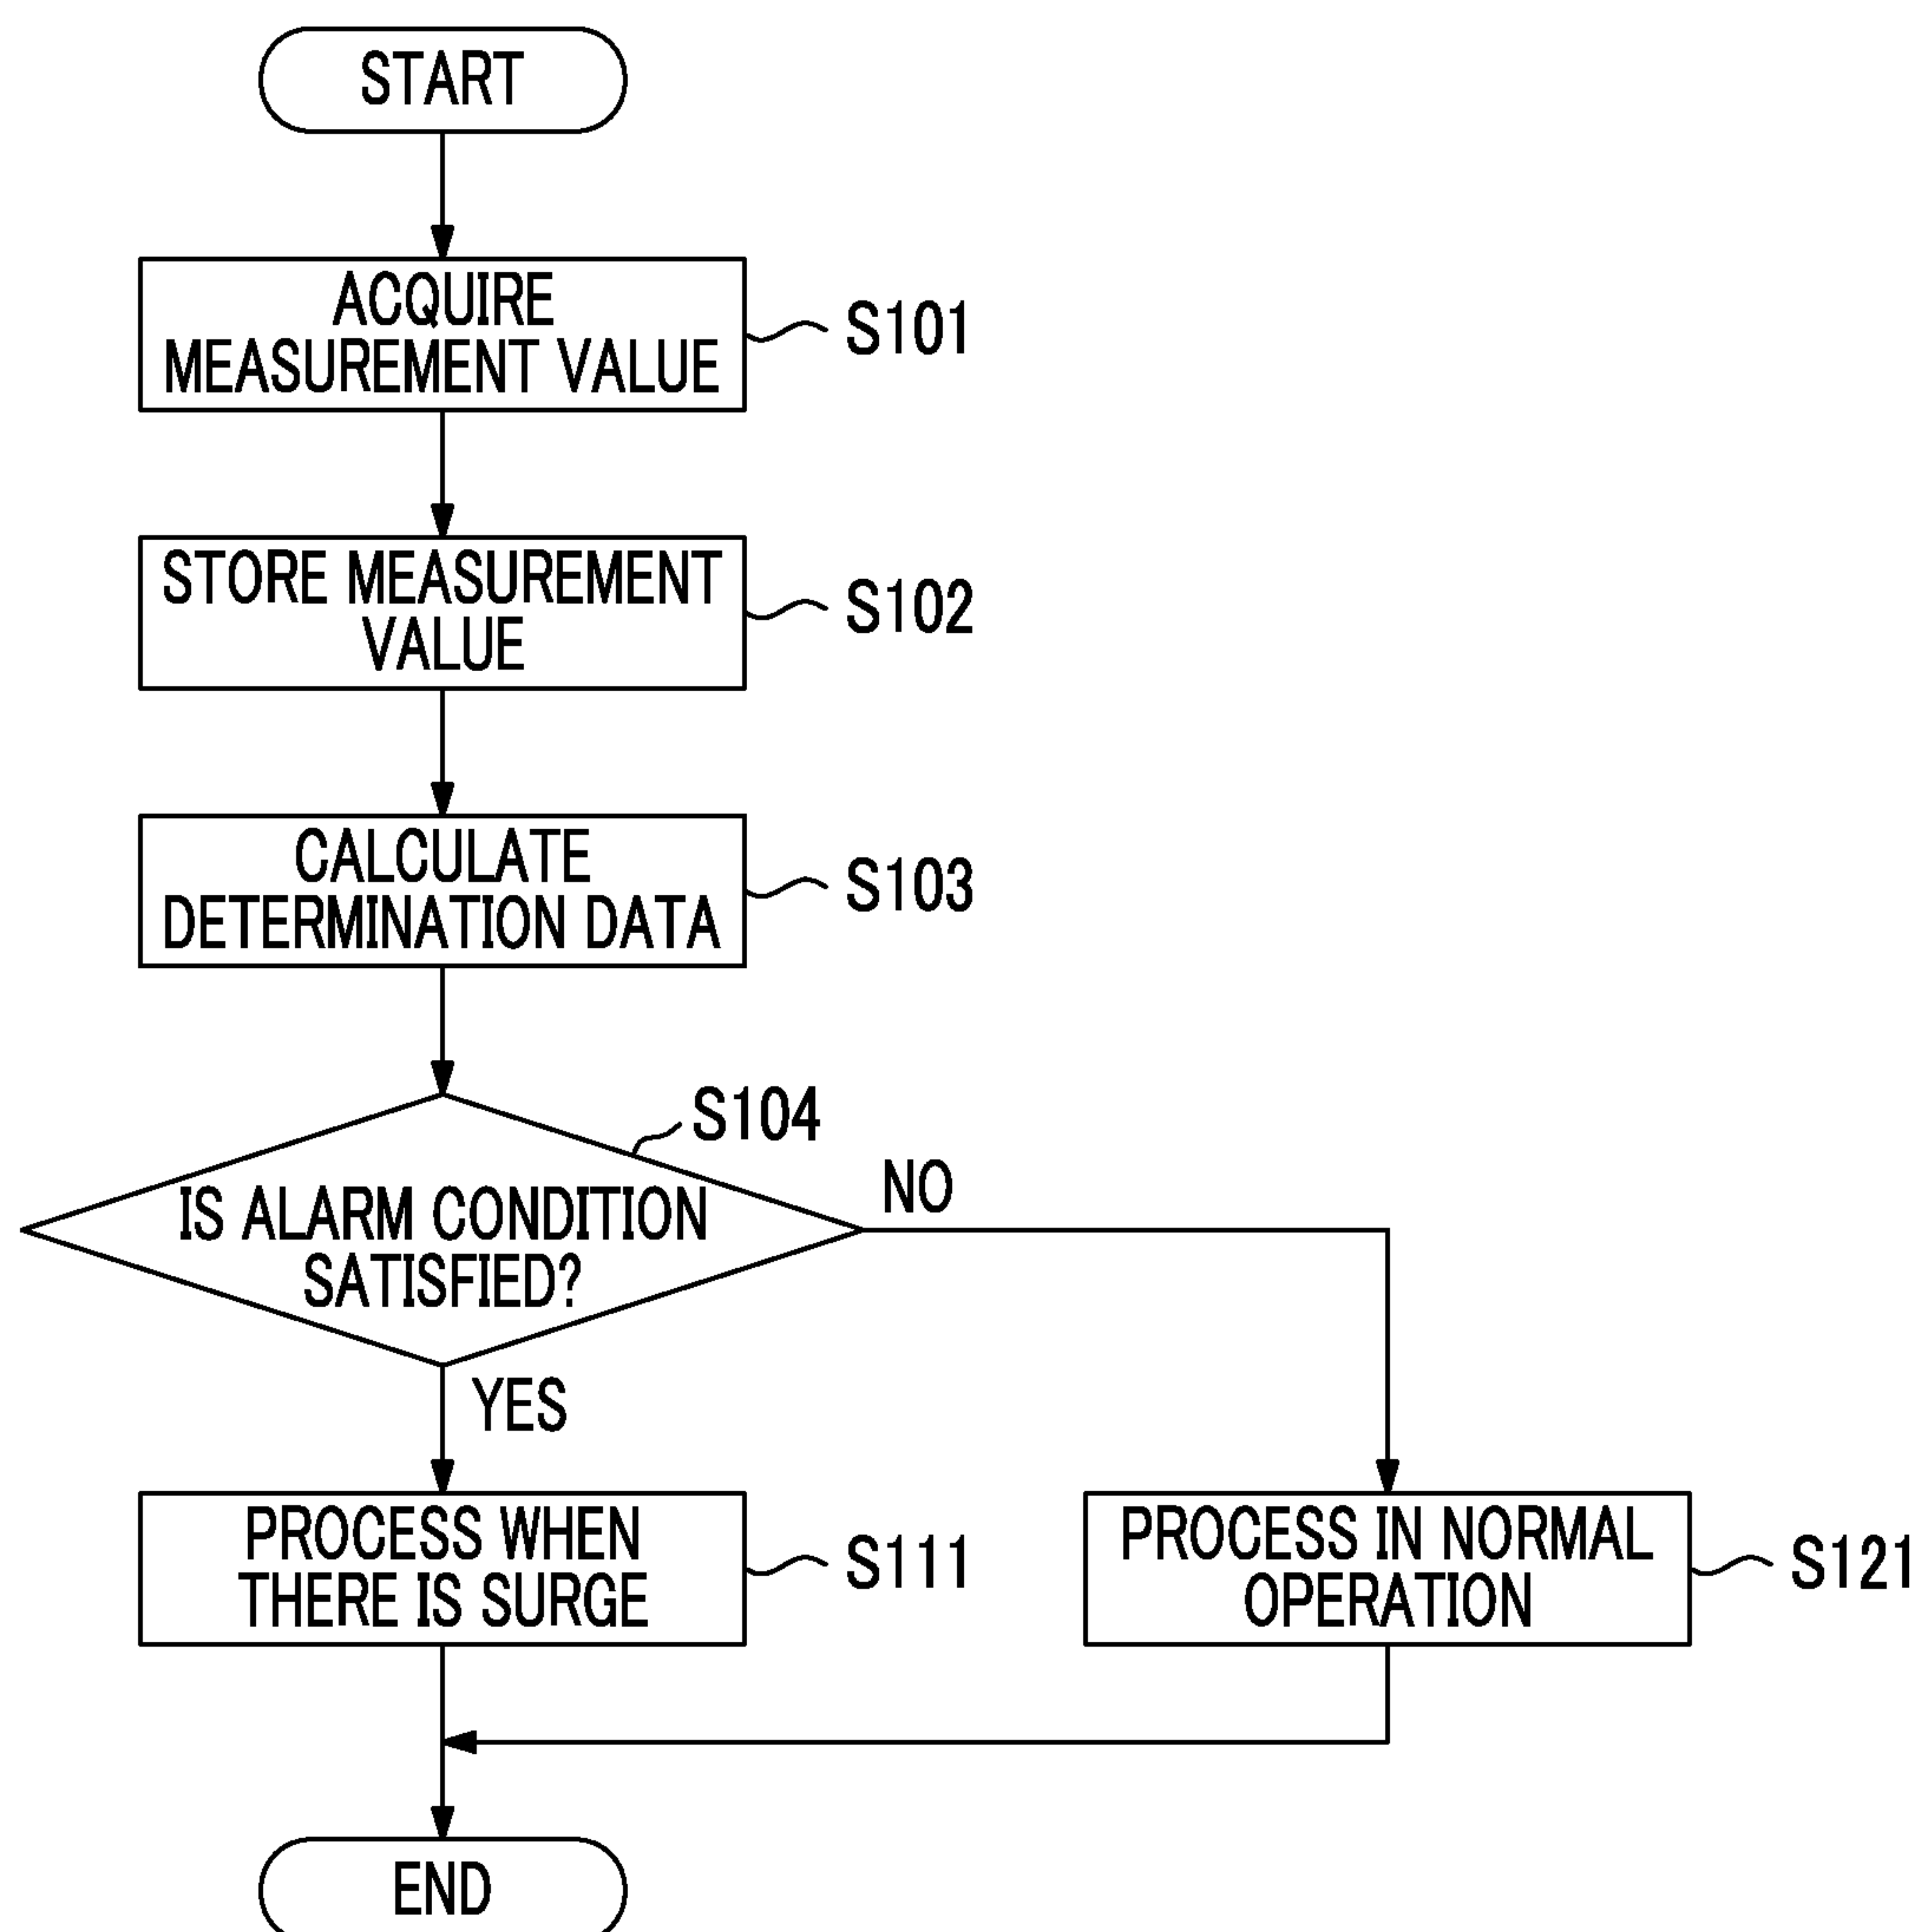 START
ACQUIRE
MEASUREMENT VALUE
S101
STORE MEASUREMENT
VALUE
S102
CALCULATE
DETERMINATION DATA
S103
S104
IS ALARM CONDITION
SATISFIED?
NO
YES
PROCESS WHEN
THERE IS SURGE
S111
PROCESS IN NORMAL
OPERATION
S121
END